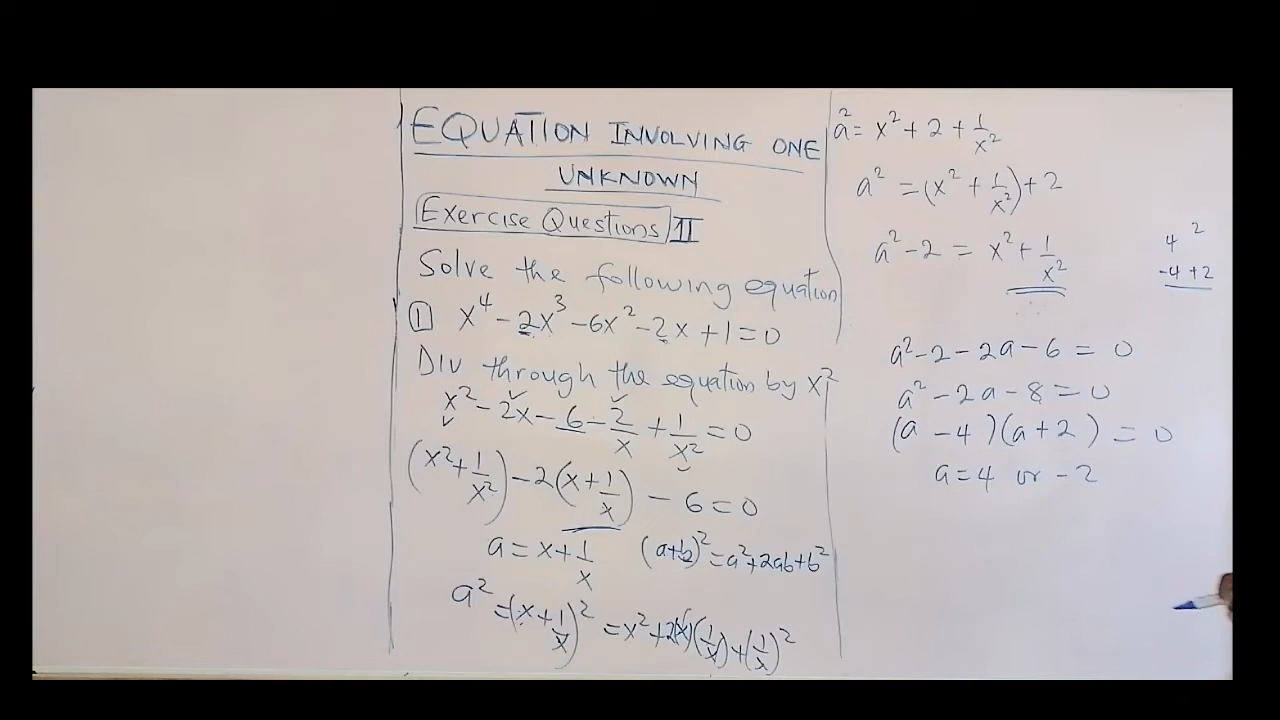 EQUATION INVOLVING ONE
UNKNOWN
Exercise Questions II
Solve the following equation
① x⁴ - 2x³ - 6x² - 2x + 1 = 0
Div through the equation by x²
x² - 2x - 6 - 2/x + 1/x² = 0
(x² + 1/x²) - 2(x + 1/x) - 6 = 0
a = x + 1/x (a+b)² = a² + 2ab + b²
a² = (x + 1/x)² = x² + 2(x)(1/x) + (1/x)²
a² = x² + 2 + 1/x²
a² = (x² + 1/x²) + 2
a² - 2 = x² + 1/x²
4 2
-4 +2
a² - 2 - 2a - 6 = 0
a² - 2a - 8 = 0
(a - 4)(a + 2) = 0
a = 4 or -2